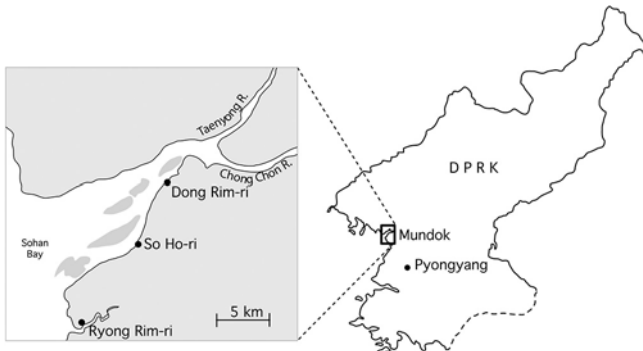 Taenyong R.
Chong Chon R.
Dong Rim-ri
Sohan
Bay
So Ho-ri
5 km
Ryong Rim-ri
DPRK
Mundok
Pyongyang